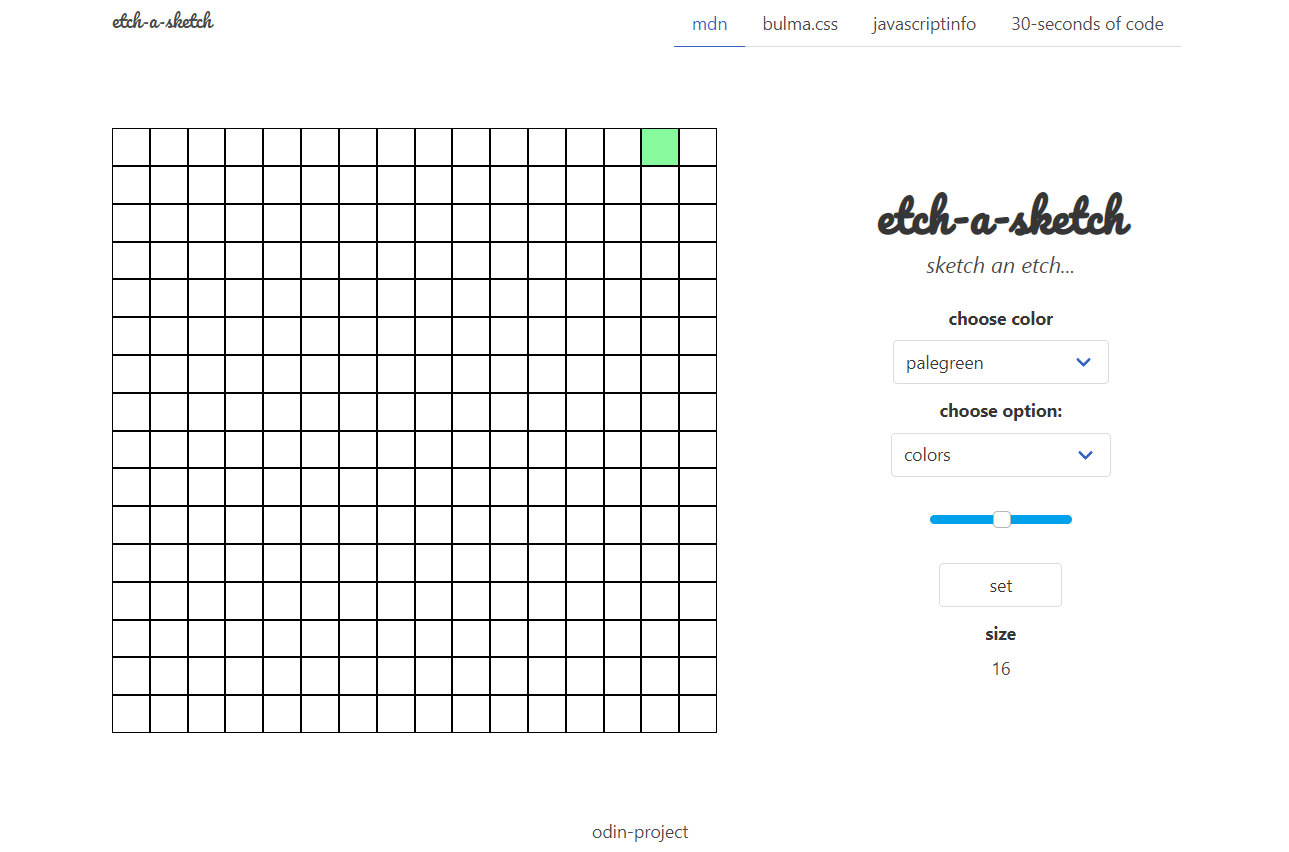 etch-a-sketch
mdn bulma.css javascriptinfo 30-seconds of code
etch-a-sketch
sketch an etch...
choose color
palegreen
choose option:
colors
set
size
16
odin-project